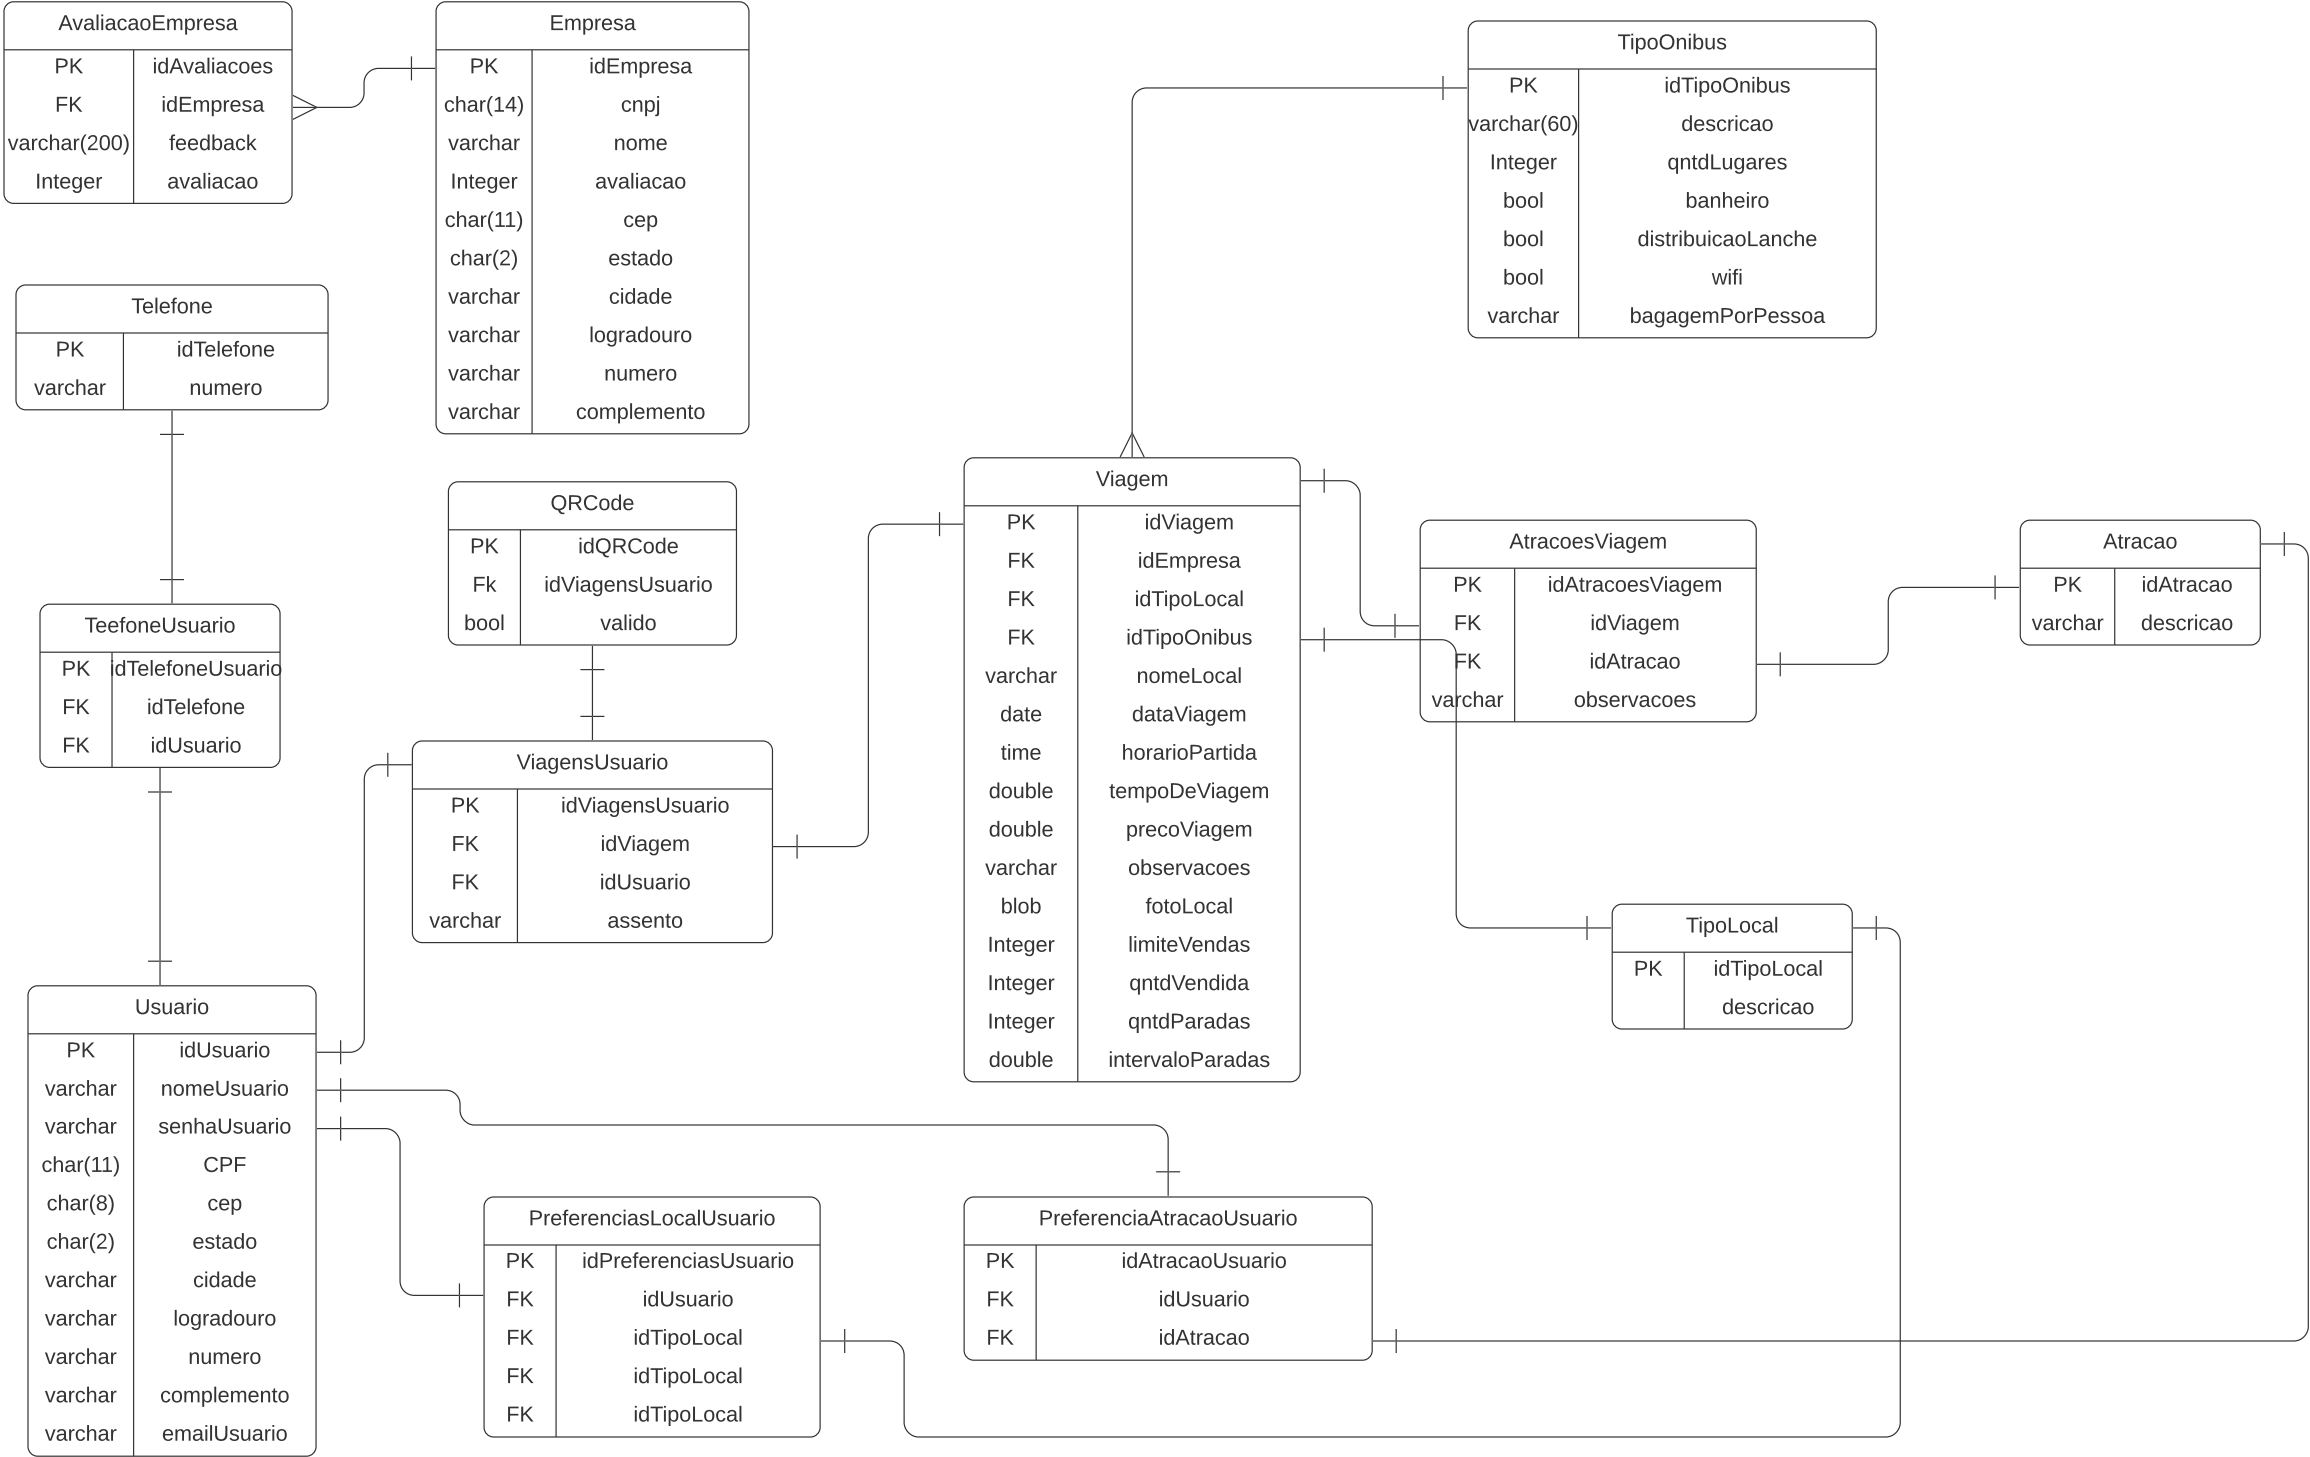 AvaliacaoEmpresa
PK idAvaliacoes
FK idEmpresa
varchar(200) feedback
Integer avaliacao
Empresa
PK idEmpresa
char(14) cnpj
varchar nome
Integer avaliacao
char(11) cep
char(2) estado
varchar cidade
varchar logradouro
varchar numero
varchar complemento
TipoOnibus
PK idTipoOnibus
varchar(60) descricao
Integer qntdLugares
bool banheiro
bool distribuicaoLanche
bool wifi
varchar bagagemPorPessoa
Telefone
PK idTelefone
varchar numero
QRCode
PK idQRCode
Fk idViagensUsuario
bool valido
Viagem
PK idViagem
FK idEmpresa
FK idTipoLocal
FK idTipoOnibus
varchar nomeLocal
date dataViagem
time horarioPartida
double tempoDeViagem
double precoViagem
varchar observacoes
blob fotoLocal
Integer limiteVendas
Integer qntdVendida
Integer qntdParadas
double intervaloParadas
AtracoesViagem
PK idAtracoesViagem
FK idViagem
FK idAtracao
varchar observacoes
Atracao
PK idAtracao
varchar descricao
TeefoneUsuario
PK idTelefoneUsuario
FK idTelefone
FK idUsuario
ViagensUsuario
PK idViagensUsuario
FK idViagem
FK idUsuario
varchar assento
TipoLocal
PK idTipoLocal
descricao
Usuario
PK idUsuario
varchar nomeUsuario
varchar senhaUsuario
char(11) CPF
char(8) cep
char(2) estado
varchar cidade
varchar logradouro
varchar numero
varchar complemento
varchar emailUsuario
PreferenciasLocalUsuario
PK idPreferenciasUsuario
FK idUsuario
FK idTipoLocal
FK idTipoLocal
FK idTipoLocal
PreferenciaAtracaoUsuario
PK idAtracaoUsuario
FK idUsuario
FK idAtracao